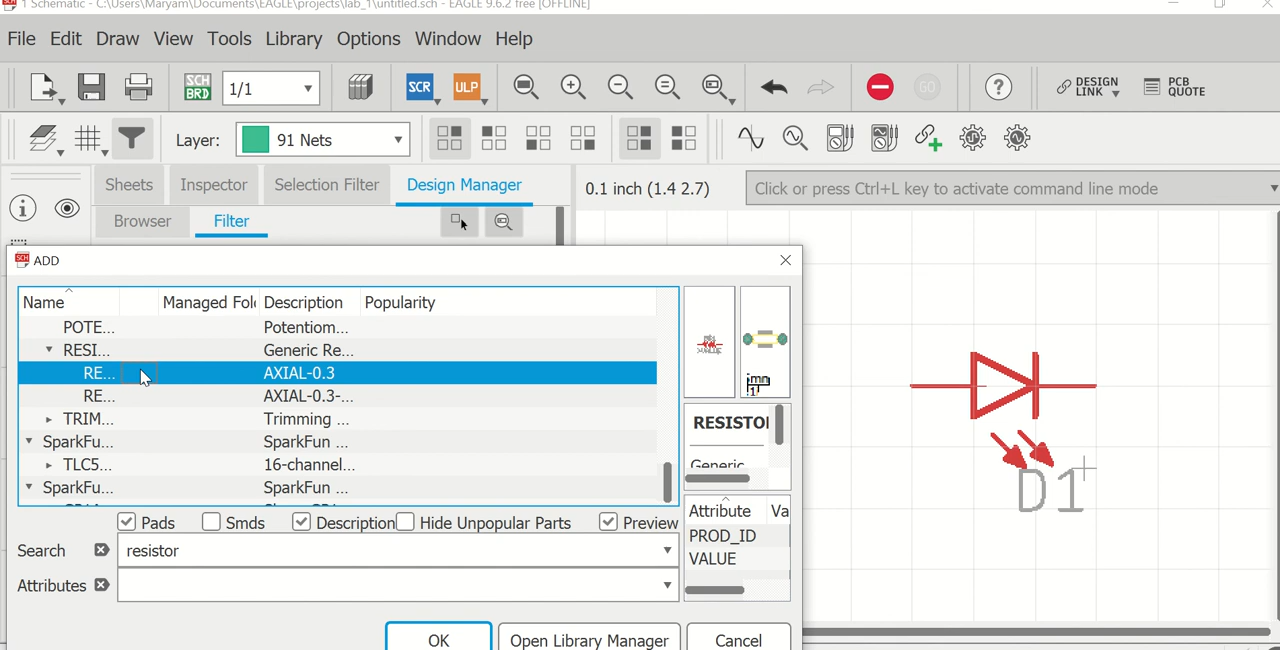 1 Schematic - C:\Users\Maryam\Documents\EAGLE\projects\lab_1\untitled.sch - EAGLE 9.6.2 free [OFFLINE]
File Edit Draw View Tools Library Options Window Help
SCH BRD 1/1 SCR ULP DESIGN LINK PCB QUOTE
Layer: 91 Nets
Sheets Inspector Selection Filter Design Manager 0.1 inch (1.4 2.7) Click or press Ctrl+L key to activate command line mode
Browser Filter
ADD
Name Managed Fol Description Popularity
POTE... Potentiom...
RESI... Generic Re...
RE... AXIAL-0.3
RE... AXIAL-0.3-...
TRIM... Trimming ...
SparkFu... SparkFun ...
TLC5... 16-channel...
SparkFu... SparkFun ...
>VALUE
RESISTO
Generic
Attribute Va
PROD_ID
VALUE
Pads Smds Description Hide Unpopular Parts Preview
Search resistor
Attributes
OK Open Library Manager Cancel
D1